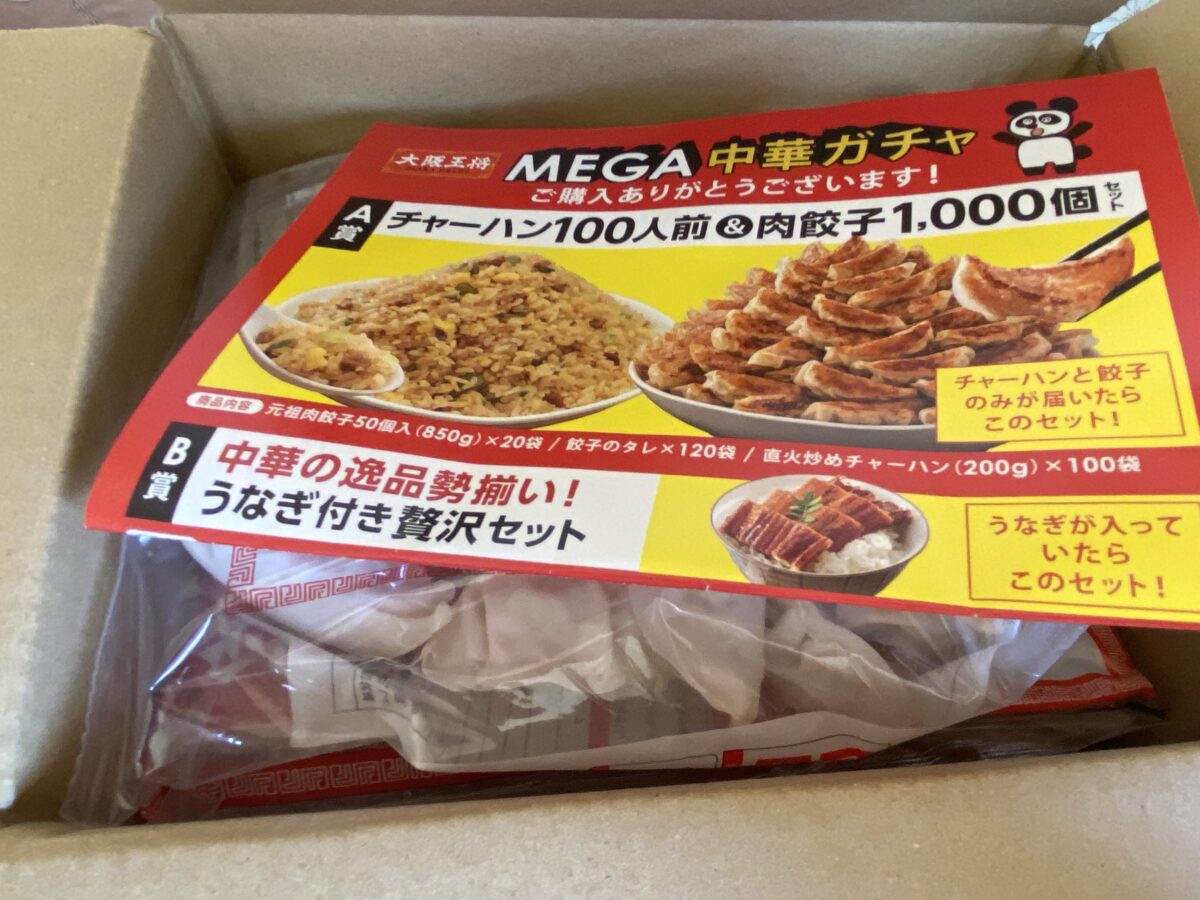 大阪王将
MEGA 中華ガチャ
ご購入ありがとうございます!
A賞
チャーハン100人前&肉餃子1,000個セット
チャーハンと餃子
のみが届いたら
このセット!
商品内容 元祖肉餃子50個入(850g)×20袋 / 餃子のタレ×120袋 / 直火炒めチャーハン(200g)×100袋
B賞
中華の逸品勢揃い!
うなぎ付き贅沢セット
うなぎが入って
いたら
このセット!